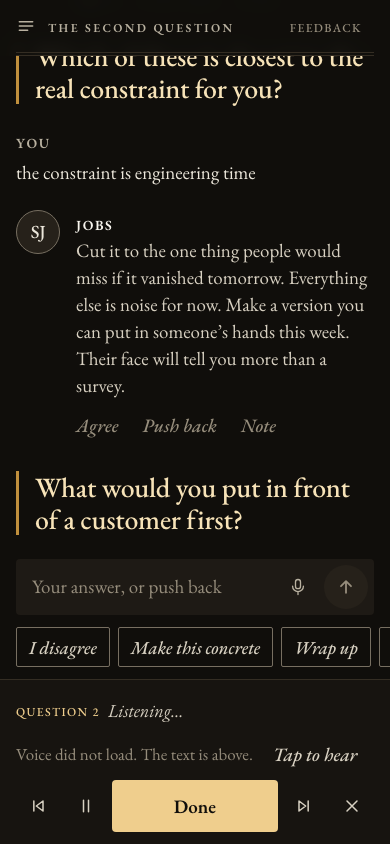 THE SECOND QUESTION
FEEDBACK
Which of these is closest to the
real constraint for you?
YOU
the constraint is engineering time
SJ
JOBS
Cut it to the one thing people would
miss if it vanished tomorrow. Everything
else is noise for now. Make a version you
can put in someone’s hands this week.
Their face will tell you more than a
survey.
Agree
Push back
Note
What would you put in front
of a customer first?
Your answer, or push back
I disagree
Make this concrete
Wrap up
QUESTION 2 Listening...
Voice did not load. The text is above.
Tap to hear
Done